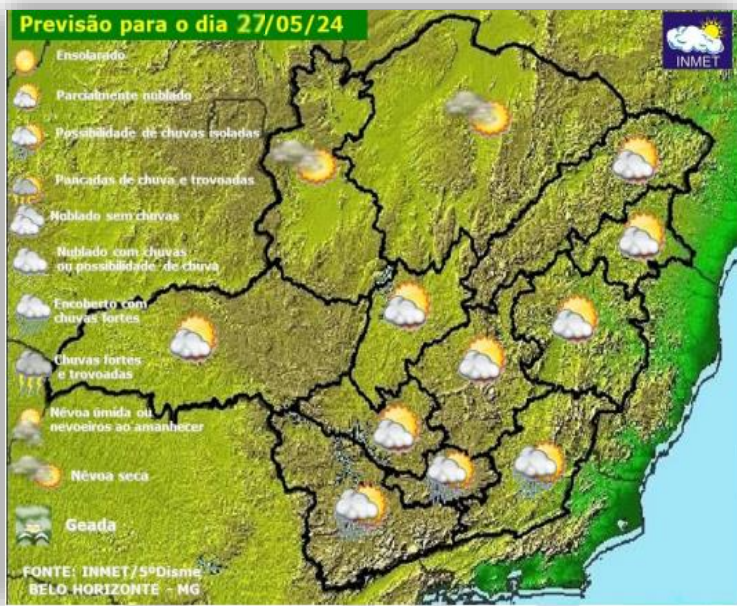 Previsão para o dia 27/05/24
INMET
Ensolarado
Parcialmente nublado
Possibilidade de chuvas isoladas
Pancadas de chuva e trovoadas
Noblado sem chuvas
Nublado com chuvas
ou possibilidade de chuva
Encoberto com
chuvas fortes
Chuvas fortes
e trovoadas
Névoa úmida ou
nevoeiros ao amanhecer
Névoa seca
Geada
FONTE: INMET/5ºDisme
BELO HORIZONTE - MG